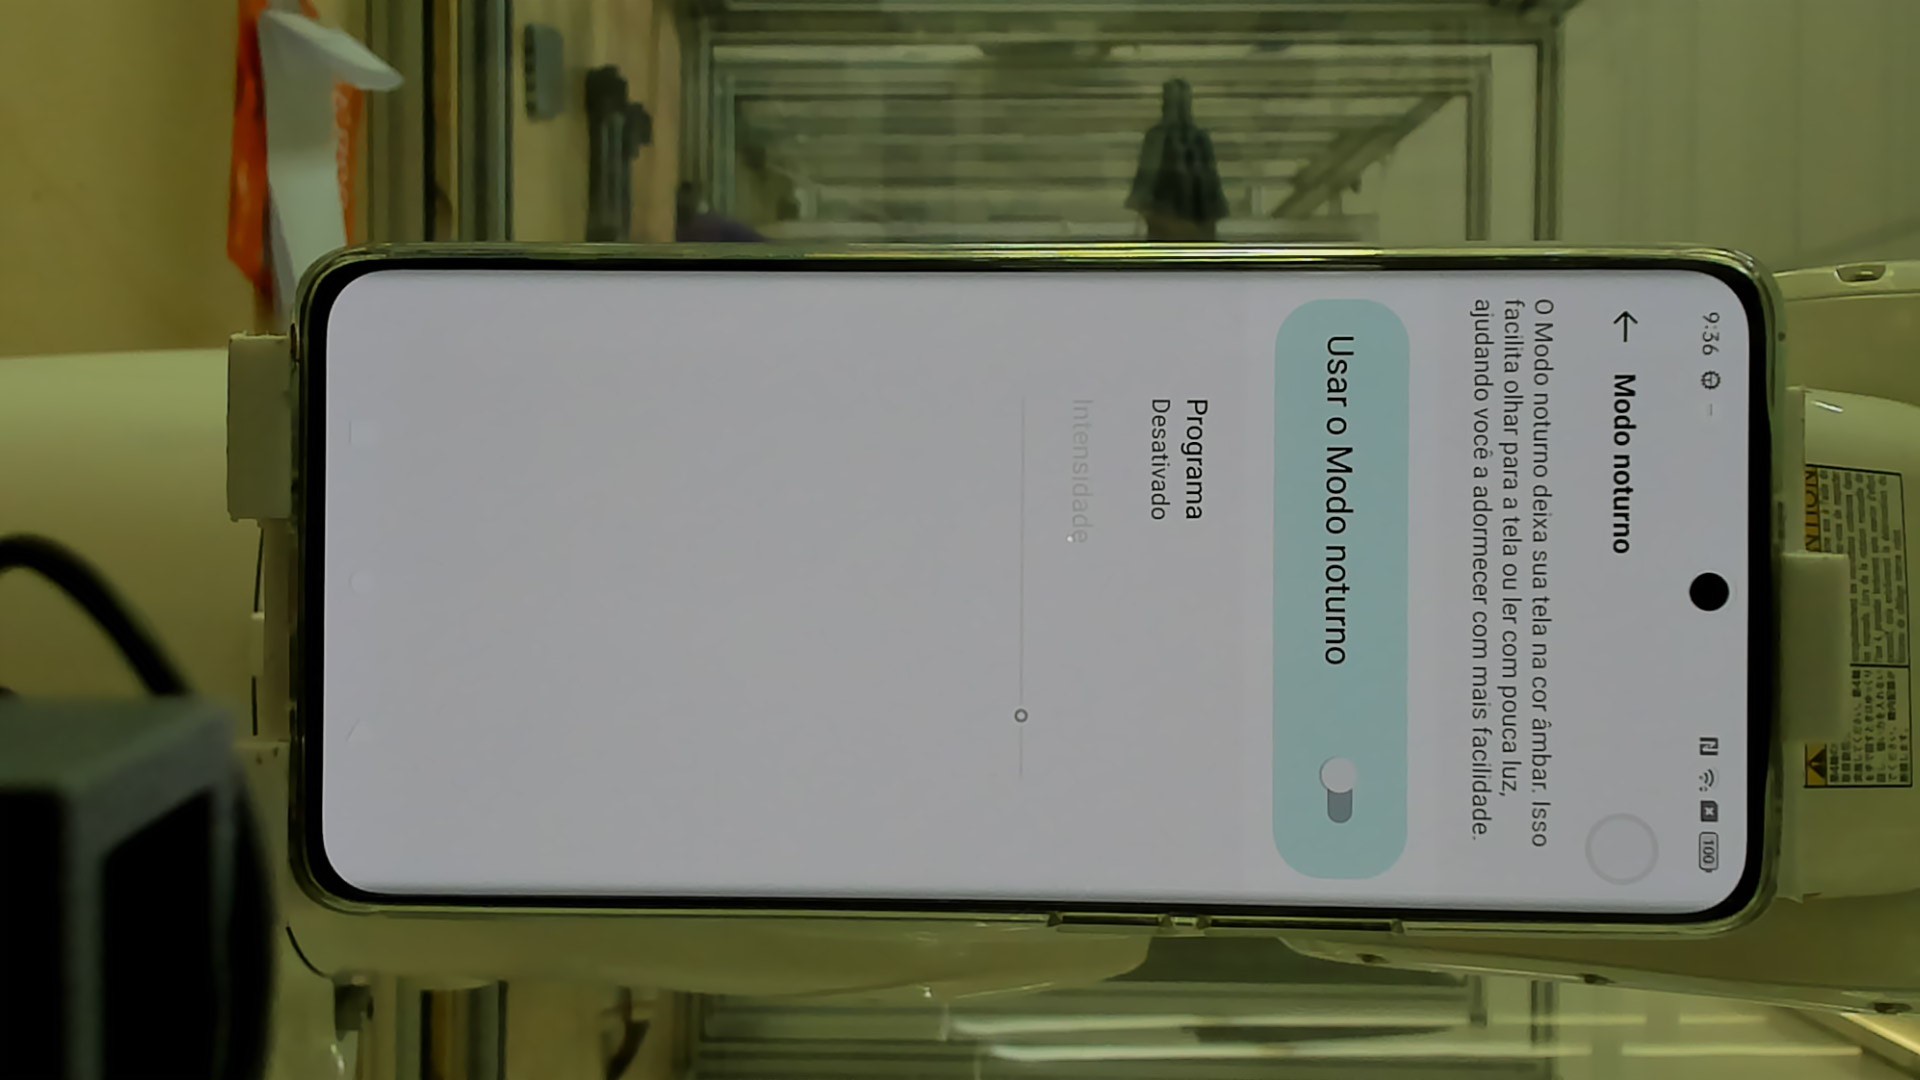 9:36
100
Modo noturno
O Modo noturno deixa sua tela na cor âmbar. Isso
facilita olhar para a tela ou ler com pouca luz,
ajudando você a adormecer com mais facilidade.
Usar o Modo noturno
Programa
Desativado
Intensidade